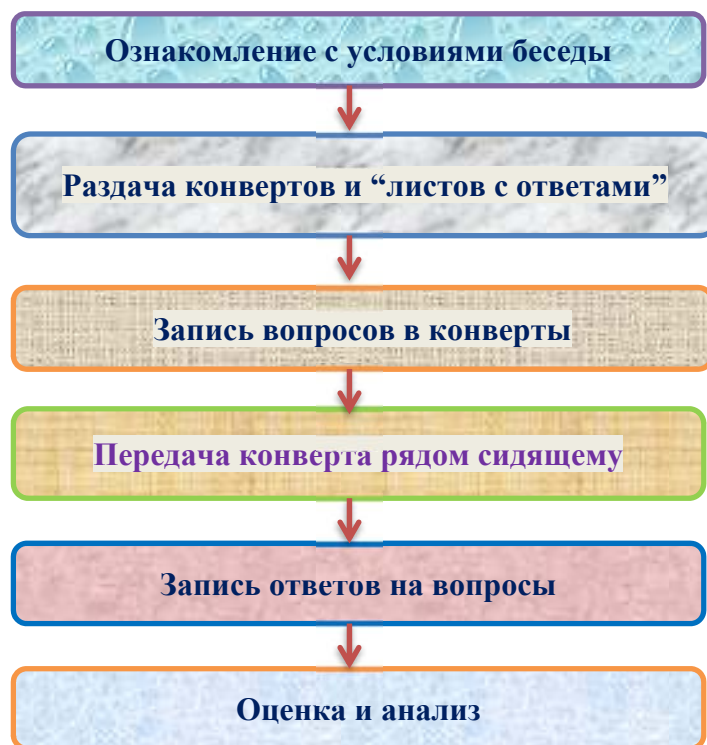 Ознакомление с условиями беседы
Раздача конвертов и “листов с ответами”
Запись вопросов в конверты
Передача конверта рядом сидящему
Запись ответов на вопросы
Оценка и анализ